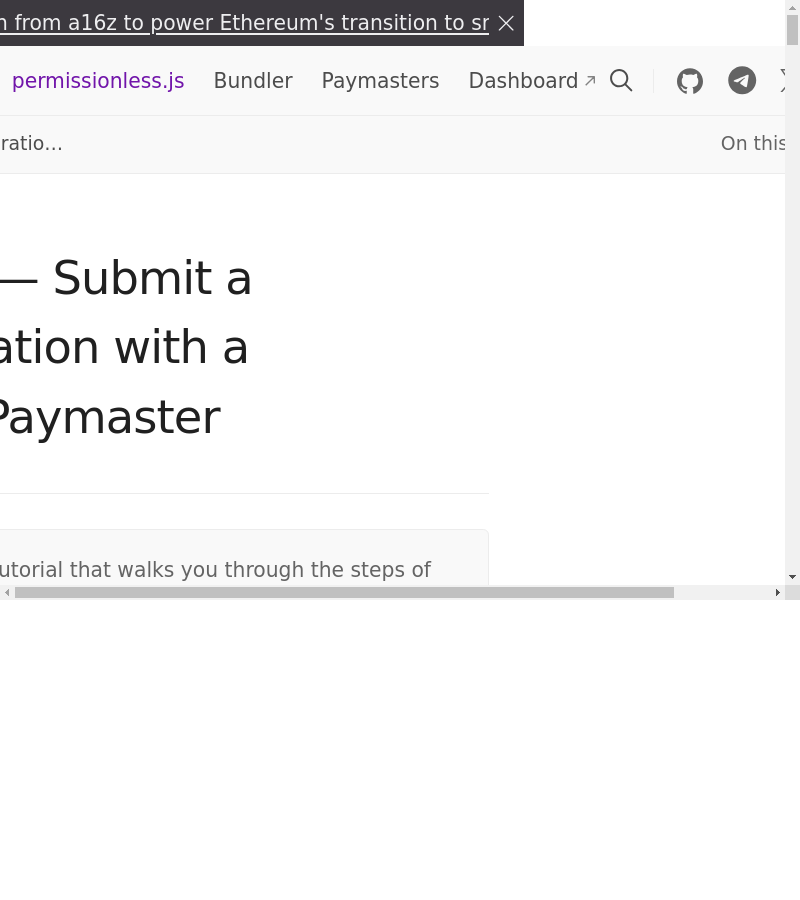 from a16z to power Ethereum's transition to
permissionless.js Bundler Paymasters Dashboard
ratio…
On this
— Submit a
ation with a
Paymaster
utorial that walks you through the steps of